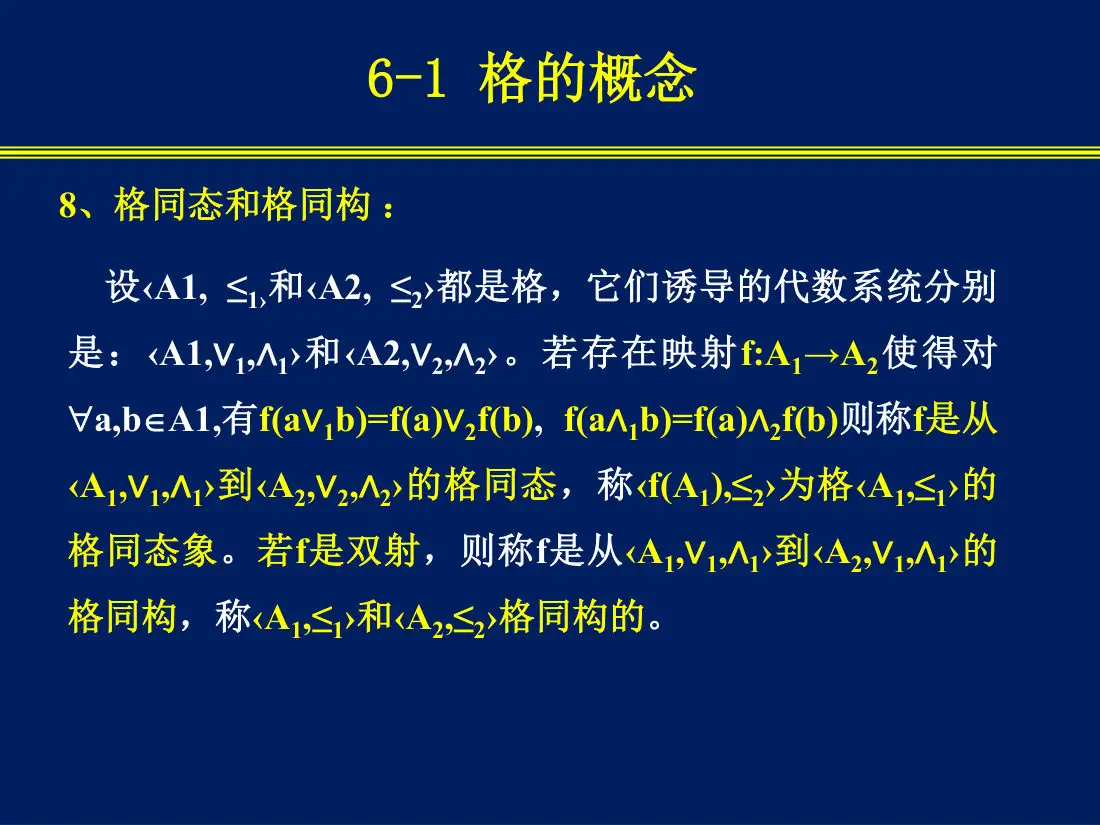 6-1 格的概念
8、格同态和格同构：
设‹A1, ≤₁›和‹A2, ≤₂›都是格，它们诱导的代数系统分别
是：‹A1,∨₁,∧₁›和‹A2,∨₂,∧₂›。若存在映射f:A₁→A₂使得对
∀a,b∈A1,有f(a∨₁b)=f(a)∨₂f(b), f(a∧₁b)=f(a)∧₂f(b)则称f是从
‹A₁,∨₁,∧₁›到‹A₂,∨₂,∧₂›的格同态，称‹f(A₁),≤₂›为格‹A₁,≤₁›的
格同态象。若f是双射，则称f是从‹A₁,∨₁,∧₁›到‹A₂,∨₁,∧₁›的
格同构，称‹A₁,≤₁›和‹A₂,≤₂›格同构的。